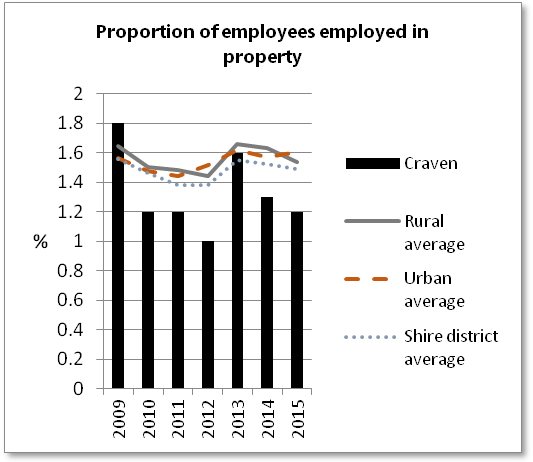 Proportion of employees employed in
property
2
1.8
1.6
1.4
1.2
1
0.8
0.6
0.4
0.2
0
%
2009
2010
2011
2012
2013
2014
2015
Craven
Rural
average
Urban
average
Shire district
average